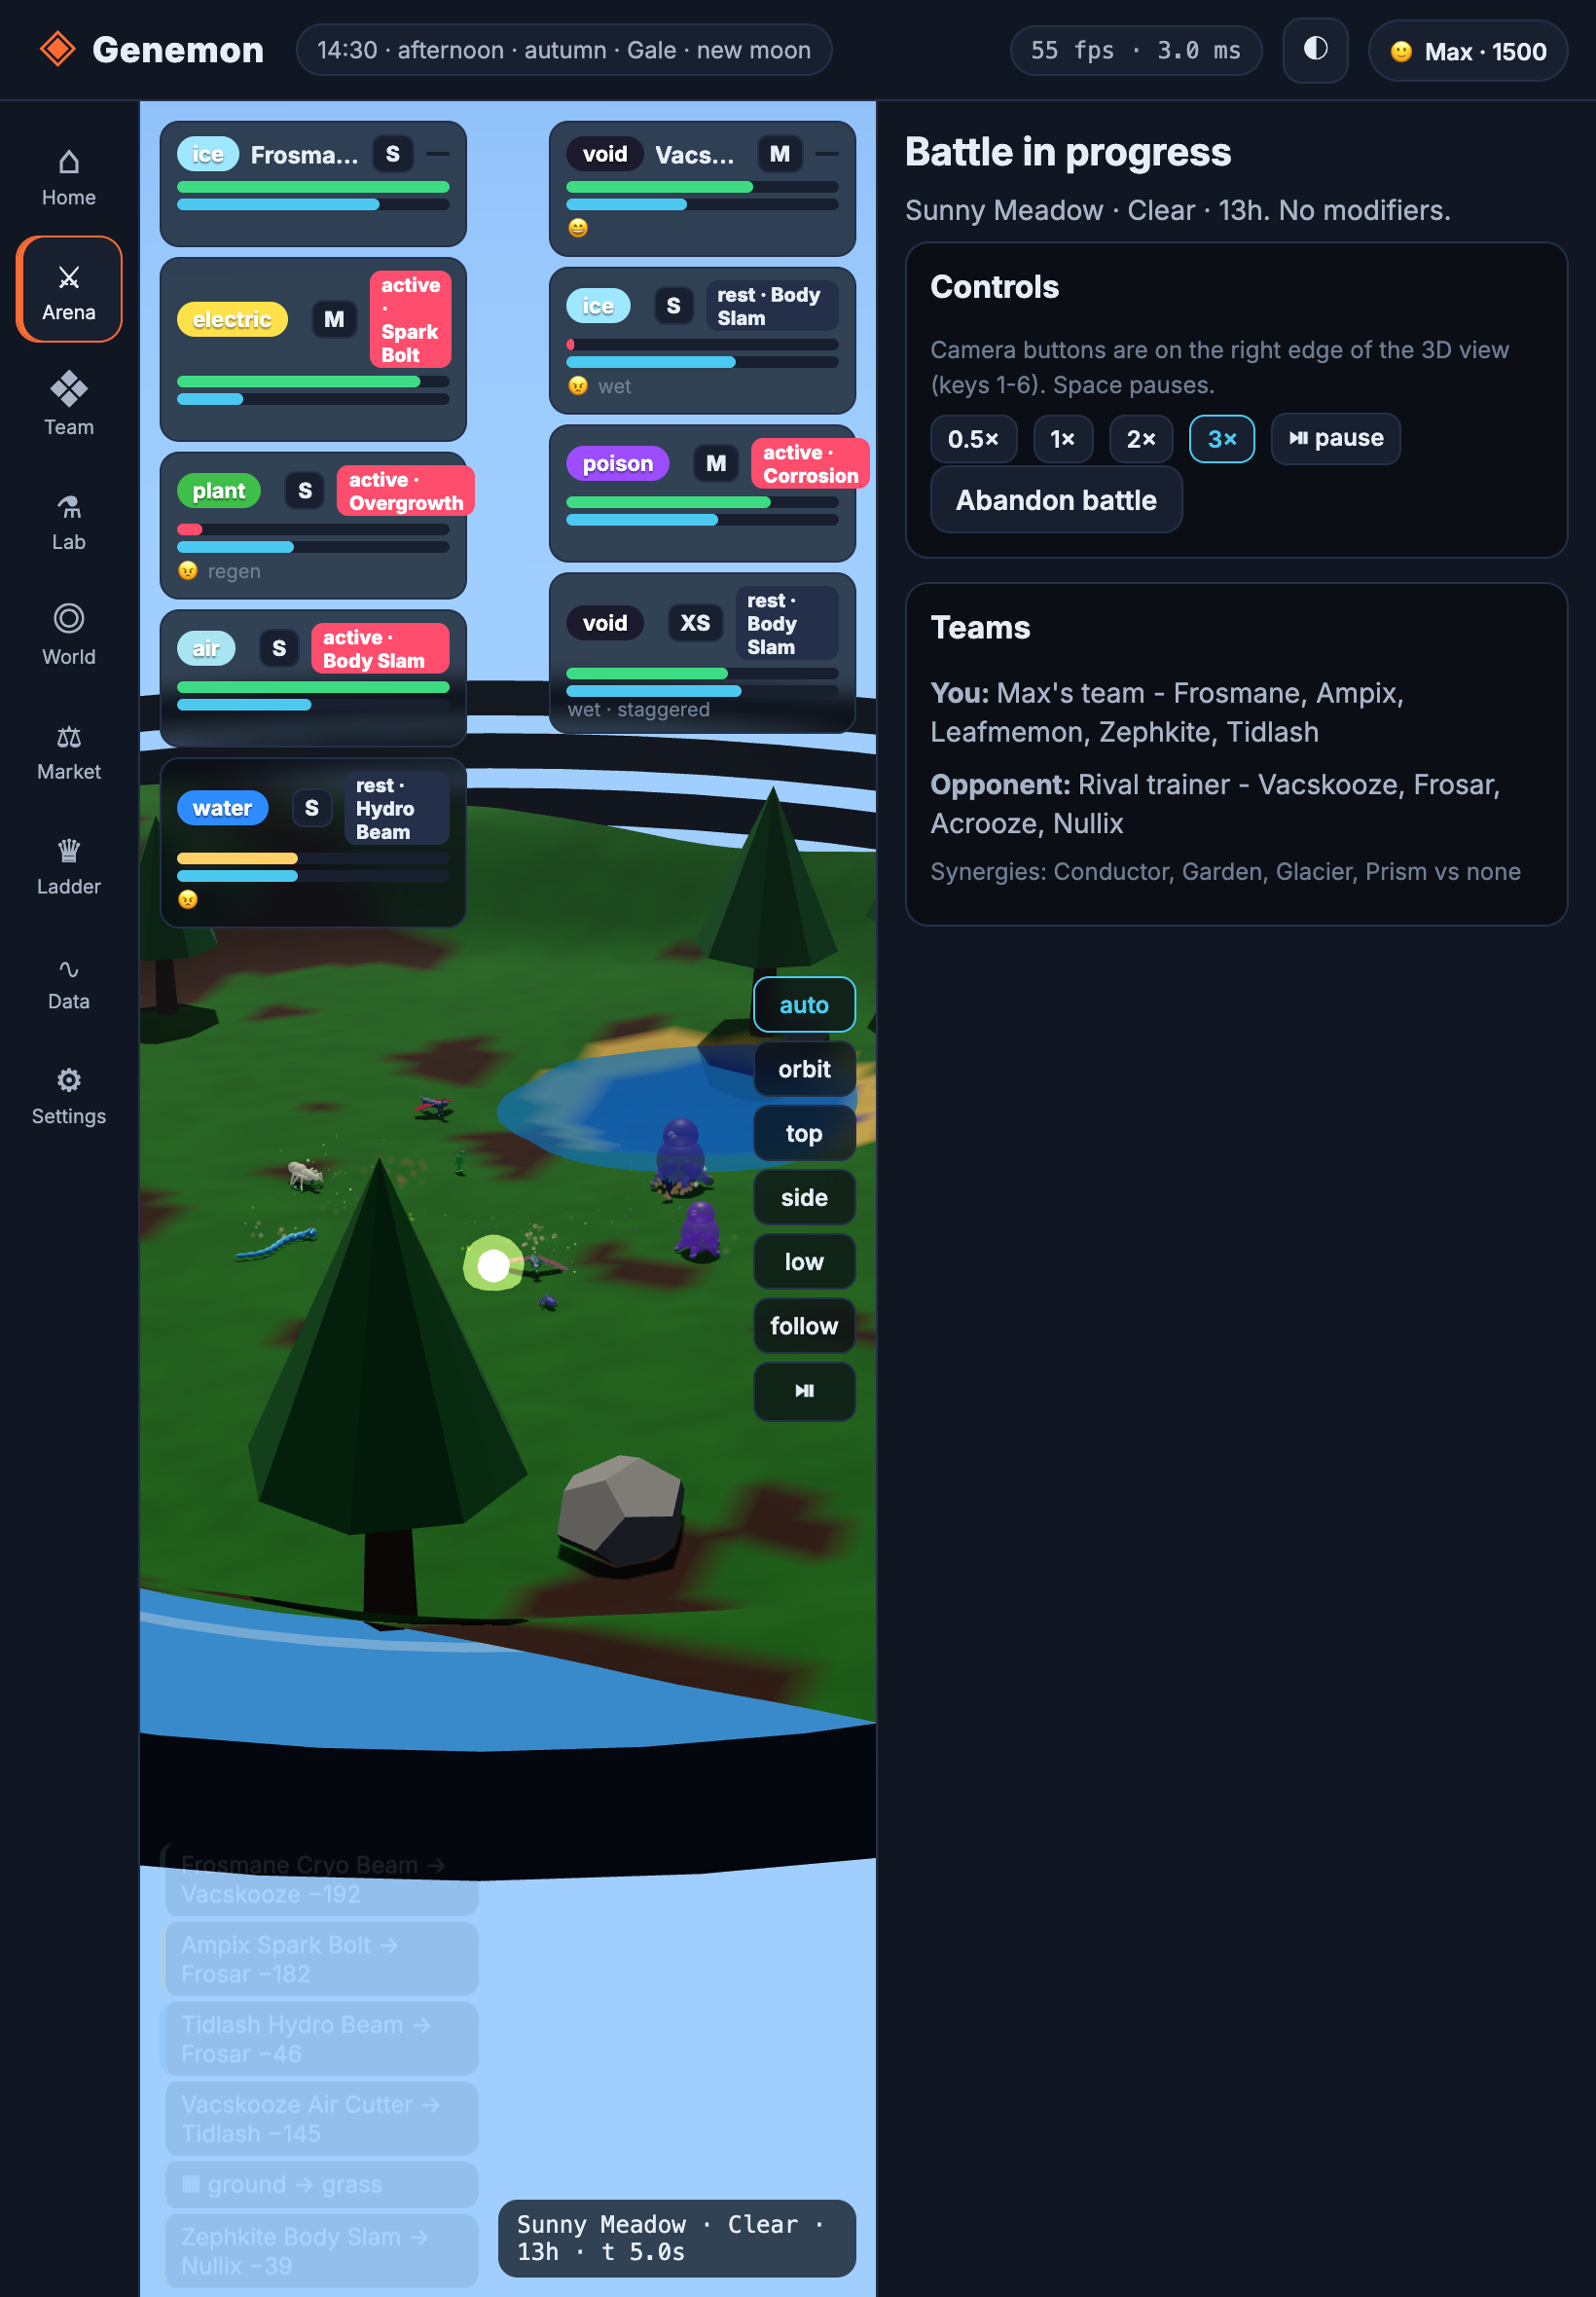 Genemon
14:30 · afternoon · autumn · Gale · new moon
55 fps · 3.0 ms
Max · 1500
Home
Arena
Team
Lab
World
Market
Ladder
Data
Settings
ice Frosma... S
electric M active · Spark Bolt
plant S active · Overgrowth
regen
air S active · Body Slam
water S rest · Hydro Beam
void Vacs... M
ice S rest · Body Slam
wet
poison M active · Corrosion
void XS rest · Body Slam
wet · staggered
auto
orbit
top
side
low
follow
Frosmane Cryo Beam →
Vacskooze −192
Ampix Spark Bolt →
Frosar −182
Tidlash Hydro Beam →
Frosar −46
Vacskooze Air Cutter →
Tidlash −145
ground → grass
Zephkite Body Slam →
Nullix −39
Sunny Meadow · Clear ·
13h · t 5.0s
Battle in progress
Sunny Meadow · Clear · 13h. No modifiers.
Controls
Camera buttons are on the right edge of the 3D view
(keys 1-6). Space pauses.
0.5× 1× 2× 3× pause
Abandon battle
Teams
You: Max's team - Frosmane, Ampix,
Leafmemon, Zephkite, Tidlash
Opponent: Rival trainer - Vacskooze, Frosar,
Acrooze, Nullix
Synergies: Conductor, Garden, Glacier, Prism vs none